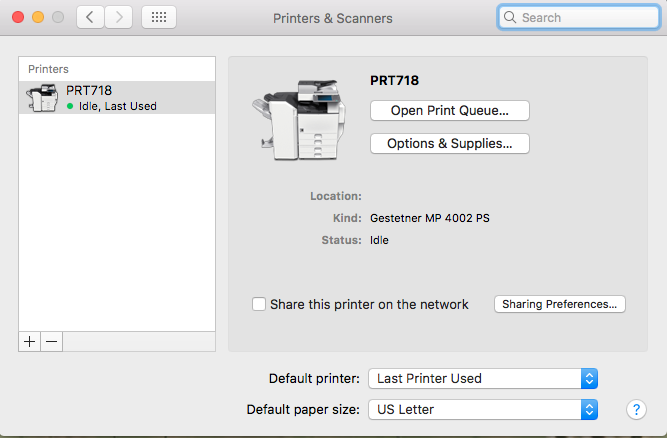 Printers & Scanners
Search
Printers
PRT718
Idle, Last Used
PRT718
Open Print Queue...
Options & Supplies...
Location:
Kind: Gestetner MP 4002 PS
Status: Idle
Share this printer on the network
Sharing Preferences...
Default printer: Last Printer Used
Default paper size: US Letter
?